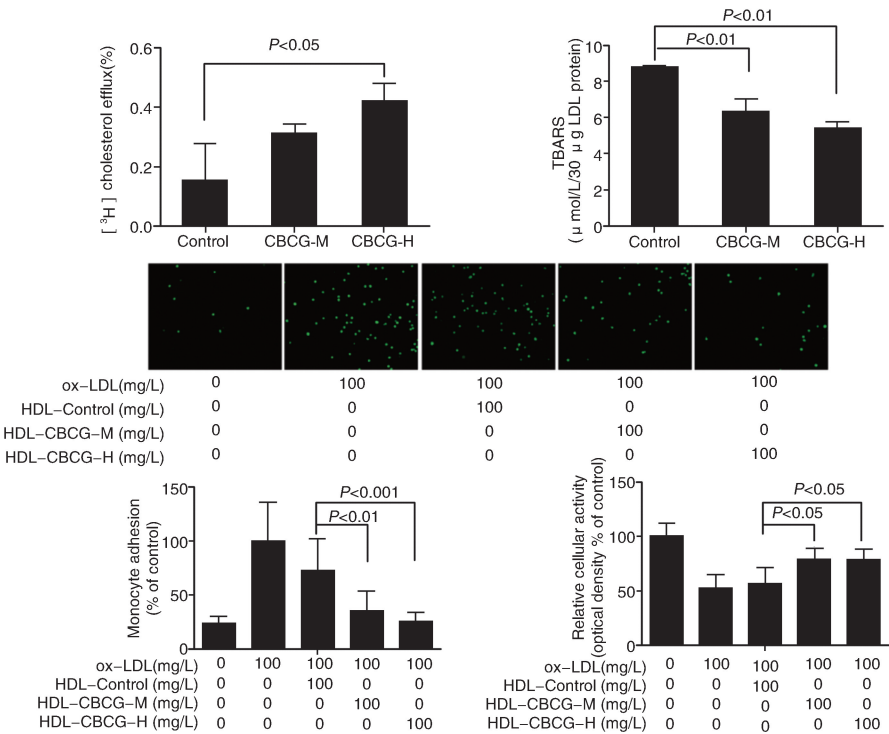 P<0.05
0.6
0.4
0.2
0.0
[ ³H ] cholesterol efflux(%)
Control CBCG-M CBCG-H
P<0.01
P<0.01
10
8
6
4
2
0
TBARS
( μ mol/L/30 μ g LDL protein)
Control CBCG-M CBCG-H
ox−LDL(mg/L) 0 100 100 100 100
HDL−Control (mg/L) 0 0 100 0 0
HDL−CBCG−M (mg/L) 0 0 0 100 0
HDL−CBCG−H (mg/L) 0 0 0 0 100
150
100
50
0
Monocyte adhesion
(% of control)
P<0.001
P<0.01
ox−LDL(mg/L) 0 100 100 100 100
HDL−Control(mg/L) 0 0 100 0 0
HDL−CBCG−M(mg/L) 0 0 0 100 0
HDL−CBCG−H(mg/L) 0 0 0 0 100
150
100
50
0
Relative cellular activity
(optical density % of control)
P<0.05
P<0.05
ox−LDL(mg/L) 0 100 100 100 100
HDL−Control(mg/L) 0 0 100 0 0
HDL−CBCG−M(mg/L) 0 0 0 100 0
HDL−CBCG−H(mg/L) 0 0 0 0 100